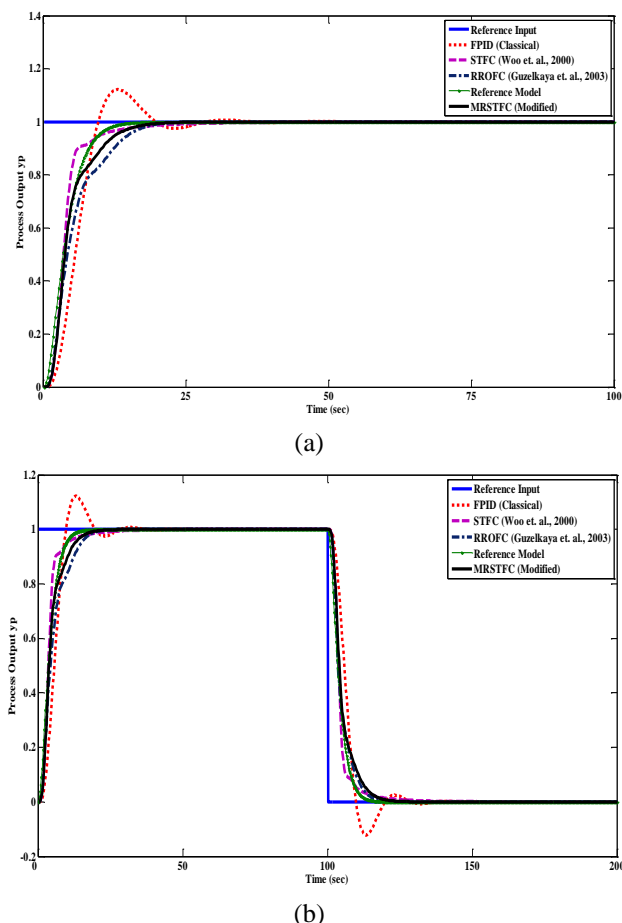 1.4
1.2
1
0.8
0.6
0.4
0.2
0
Process Output yp
Reference Input
FPID (Classical)
STFC (Woo et. al., 2000)
RROFC (Guzelkaya et. al., 2003)
Reference Model
MRSTFC (Modified)
0 25 50 75 100
Time (sec)
(a)
1.2
1
0.8
0.6
0.4
0.2
0
-0.2
Process Output yp
Reference Input
FPID (Classical)
STFC (Woo et. al., 2000)
RROFC (Guzelkaya et. al., 2003)
Reference Model
MRSTFC (Modified)
0 50 100 150 200
Time (sec)
(b)